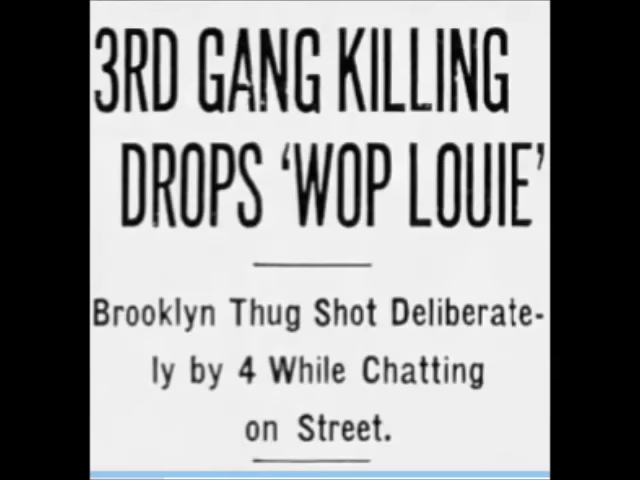 3RD GANG KILLING
DROPS 'WOP LOUIE'
Brooklyn Thug Shot Deliberate-
ly by 4 While Chatting
on Street.